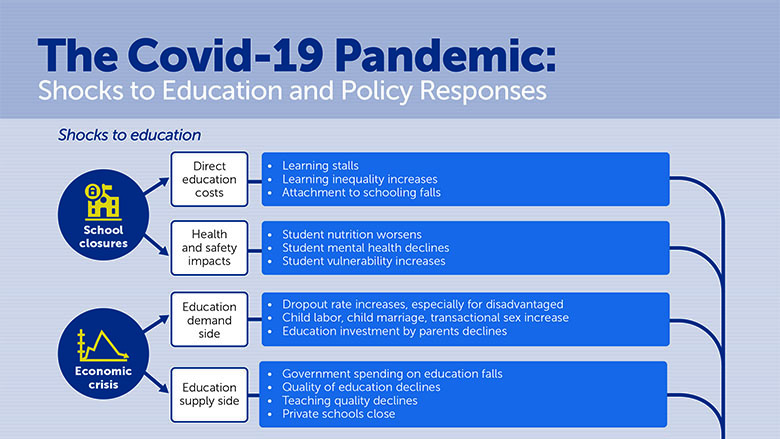 The Covid-19 Pandemic:
Shocks to Education and Policy Responses
Shocks to education
School
closures
Direct
education
costs
• Learning stalls
• Learning inequality increases
• Attachment to schooling falls
Health
and safety
impacts
• Student nutrition worsens
• Student mental health declines
• Student vulnerability increases
Economic
crisis
Education
demand
side
• Dropout rate increases, especially for disadvantaged
• Child labor, child marriage, transactional sex increase
• Education investment by parents declines
Education
supply side
• Government spending on education falls
• Quality of education declines
• Teaching quality declines
• Private schools close